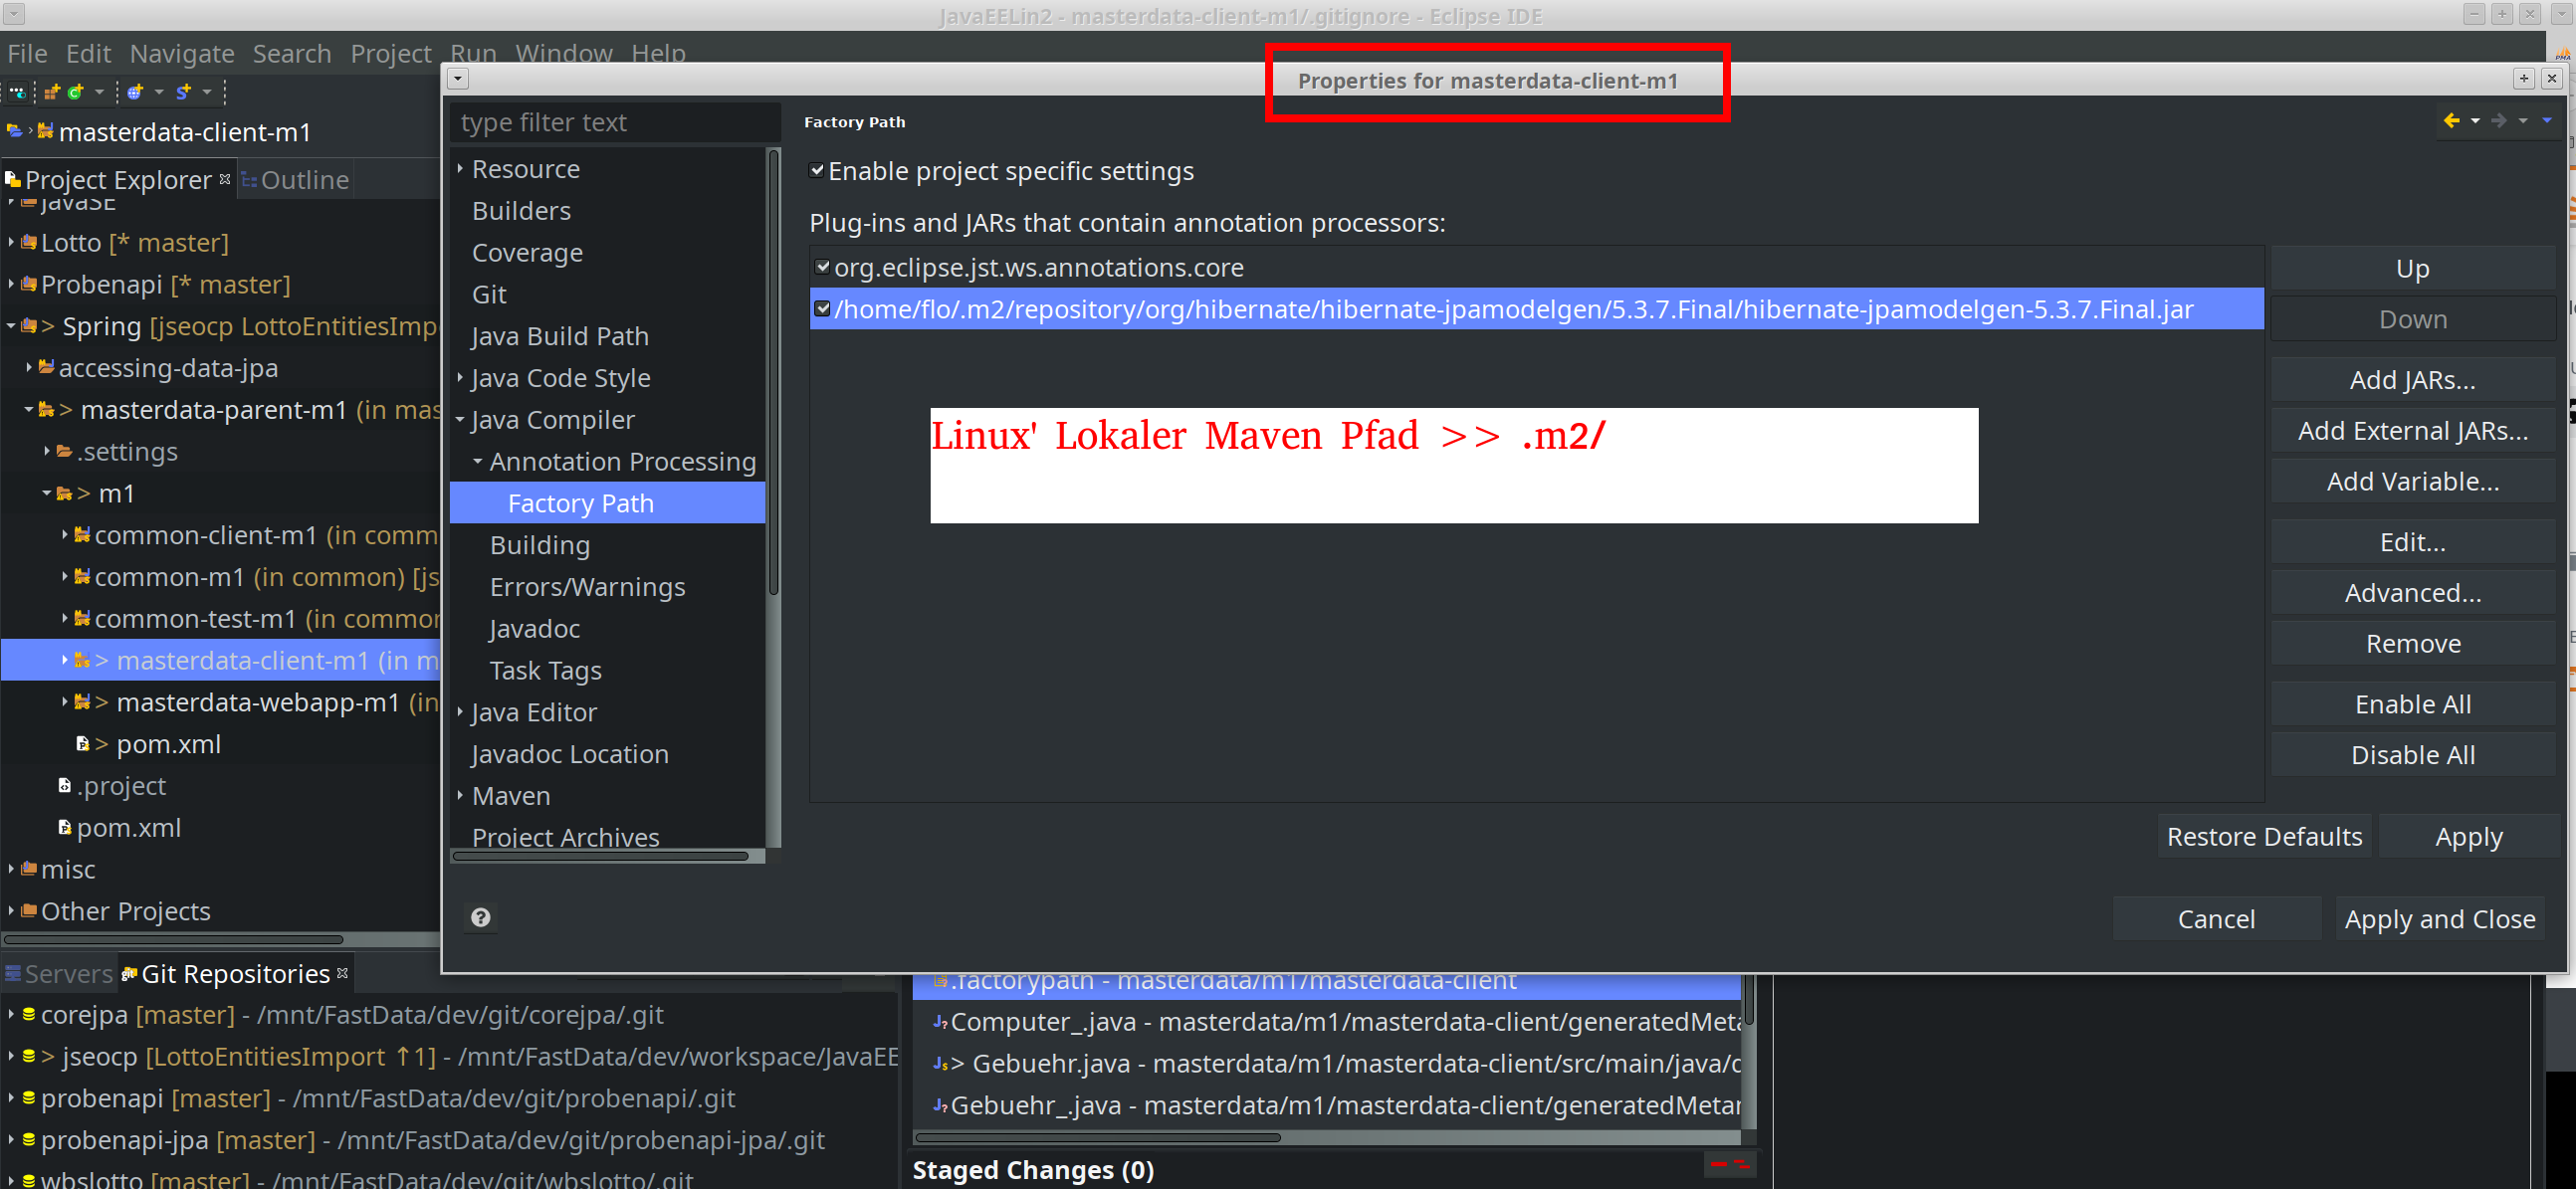 JavaEELin2 - masterdata-client-m1/.gitignore - Eclipse IDE
File Edit Navigate Search Project Run Window Help
masterdata-client-m1
Project Explorer Outline
JavaSE
Lotto [* master]
Probenapi [* master]
> Spring [jseocp LottoEntitiesImp
accessing-data-jpa
> masterdata-parent-m1 (in mas
.settings
> m1
common-client-m1 (in comm
common-m1 (in common) [js
common-test-m1 (in commor
> masterdata-client-m1 (in m
> masterdata-webapp-m1 (in
> pom.xml
.project
pom.xml
misc
Other Projects
Properties for masterdata-client-m1
type filter text
Resource
Builders
Coverage
Git
Java Build Path
Java Code Style
Java Compiler
Annotation Processing
Factory Path
Building
Errors/Warnings
Javadoc
Task Tags
Java Editor
Javadoc Location
Maven
Project Archives
Factory Path
Enable project specific settings
Plug-ins and JARs that contain annotation processors:
org.eclipse.jst.ws.annotations.core
/home/flo/.m2/repository/org/hibernate/hibernate-jpamodelgen/5.3.7.Final/hibernate-jpamodelgen-5.3.7.Final.jar
Linux' Lokaler Maven Pfad >> .m2/
Up
Down
Add JARs...
Add External JARs...
Add Variable...
Edit...
Advanced...
Remove
Enable All
Disable All
Restore Defaults Apply
Cancel Apply and Close
Servers Git Repositories
corejpa [master] - /mnt/FastData/dev/git/corejpa/.git
> jseocp [LottoEntitiesImport ↑1] - /mnt/FastData/dev/workspace/JavaEE
probenapi [master] - /mnt/FastData/dev/git/probenapi/.git
probenapi-jpa [master] - /mnt/FastData/dev/git/probenapi-jpa/.git
wbslotto [master] - /mnt/FastData/dev/git/wbslotto/.git
.factorypath - masterdata/m1/masterdata-client
Computer_.java - masterdata/m1/masterdata-client/generatedMeta
> Gebuehr.java - masterdata/m1/masterdata-client/src/main/java/c
Gebuehr_.java - masterdata/m1/masterdata-client/generatedMetar
Staged Changes (0)